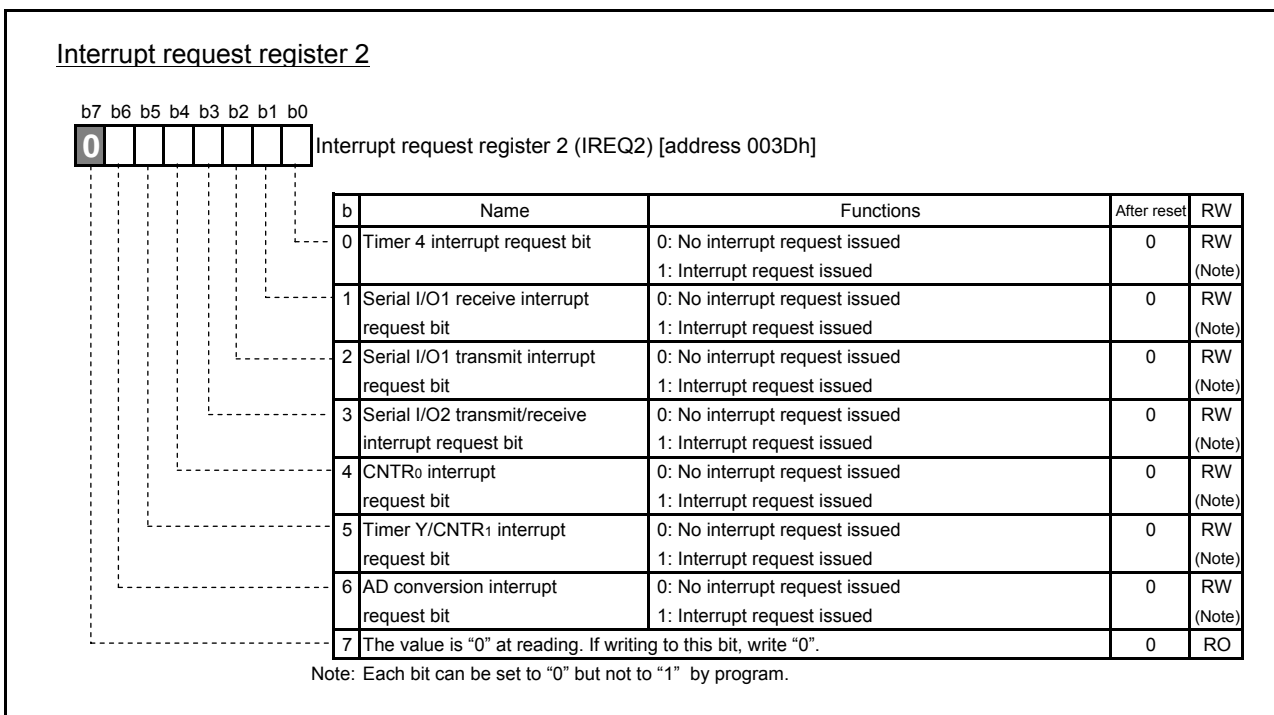 Interrupt request register 2
b7 b6 b5 b4 b3 b2 b1 b0
0 Interrupt request register 2 (IREQ2) [address 003Dh]
b Name Functions After reset RW
0 Timer 4 interrupt request bit 0: No interrupt request issued 0 RW
1: Interrupt request issued (Note)
1 Serial I/O1 receive interrupt 0: No interrupt request issued 0 RW
request bit 1: Interrupt request issued (Note)
2 Serial I/O1 transmit interrupt 0: No interrupt request issued 0 RW
request bit 1: Interrupt request issued (Note)
3 Serial I/O2 transmit/receive 0: No interrupt request issued 0 RW
interrupt request bit 1: Interrupt request issued (Note)
4 CNTR0 interrupt 0: No interrupt request issued 0 RW
request bit 1: Interrupt request issued (Note)
5 Timer Y/CNTR1 interrupt 0: No interrupt request issued 0 RW
request bit 1: Interrupt request issued (Note)
6 AD conversion interrupt 0: No interrupt request issued 0 RW
request bit 1: Interrupt request issued (Note)
7 The value is “0” at reading. If writing to this bit, write “0”. 0 RO
Note: Each bit can be set to “0” but not to “1” by program.